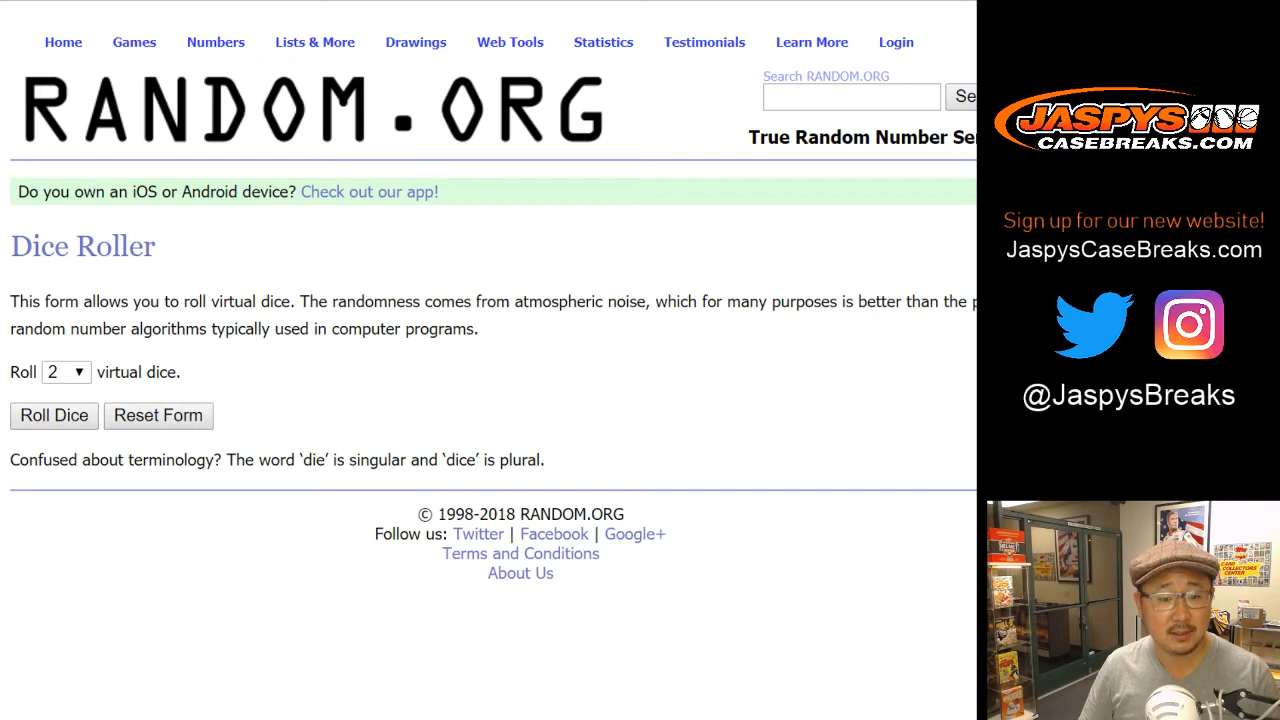 Home Games Numbers Lists & More Drawings Web Tools Statistics Testimonials Learn More Login
RANDOM.ORG
Search RANDOM.ORG
Se
True Random Number Ser
Do you own an iOS or Android device? Check out our app!
Dice Roller
This form allows you to roll virtual dice. The randomness comes from atmospheric noise, which for many purposes is better than the p
random number algorithms typically used in computer programs.
Roll 2 virtual dice.
Roll Dice Reset Form
Confused about terminology? The word ‘die’ is singular and ‘dice’ is plural.
© 1998-2018 RANDOM.ORG
Follow us: Twitter | Facebook | Google+
Terms and Conditions
About Us
JASPYS
CASEBREAKS.COM
Sign up for our new website!
JaspysCaseBreaks.com
@JaspysBreaks
CARD
COLLECTORS
CENTER